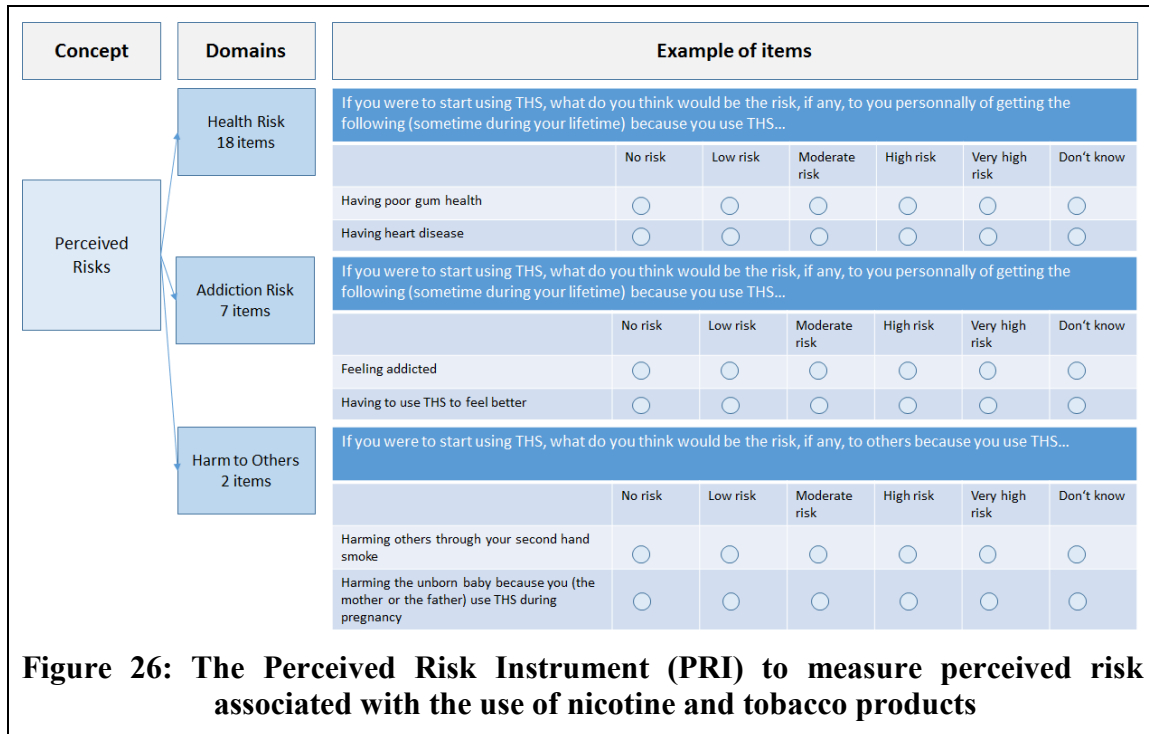 Concept
Domains
Example of items
Perceived
Risks
Health Risk
18 items
If you were to start using THS, what do you think would be the risk, if any, to you personnally of getting the
following (sometime during your lifetime) because you use THS...
No risk Low risk Moderate risk High risk Very high risk Don't know
Having poor gum health
Having heart disease
Addiction Risk
7 items
If you were to start using THS, what do you think would be the risk, if any, to you personnally of getting the
following (sometime during your lifetime) because you use THS...
No risk Low risk Moderate risk High risk Very high risk Don't know
Feeling addicted
Having to use THS to feel better
Harm to Others
2 items
If you were to start using THS, what do you think would be the risk, if any, to others because you use THS...
No risk Low risk Moderate risk High risk Very high risk Don't know
Harming others through your second hand
smoke
Harming the unborn baby because you (the
mother or the father) use THS during
pregnancy
Figure 26: The Perceived Risk Instrument (PRI) to measure perceived risk
associated with the use of nicotine and tobacco products